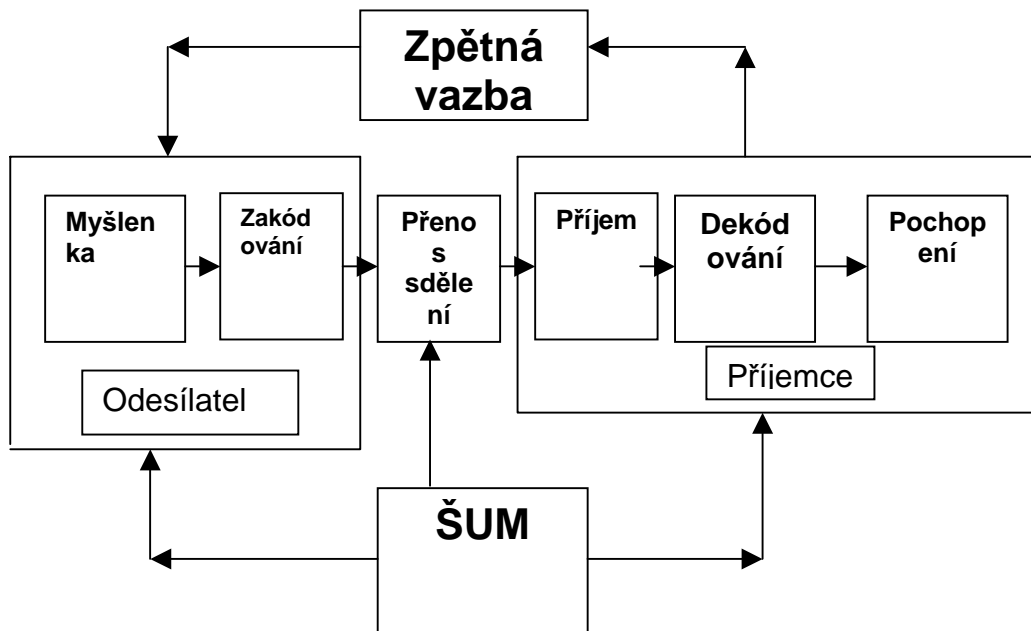 Zpětná
vazba
Myšlen
ka
Zakód
ování
Přeno
s
sděle
ní
Příjem
Dekód
ování
Pochop
ení
Odesílatel
Příjemce
ŠUM